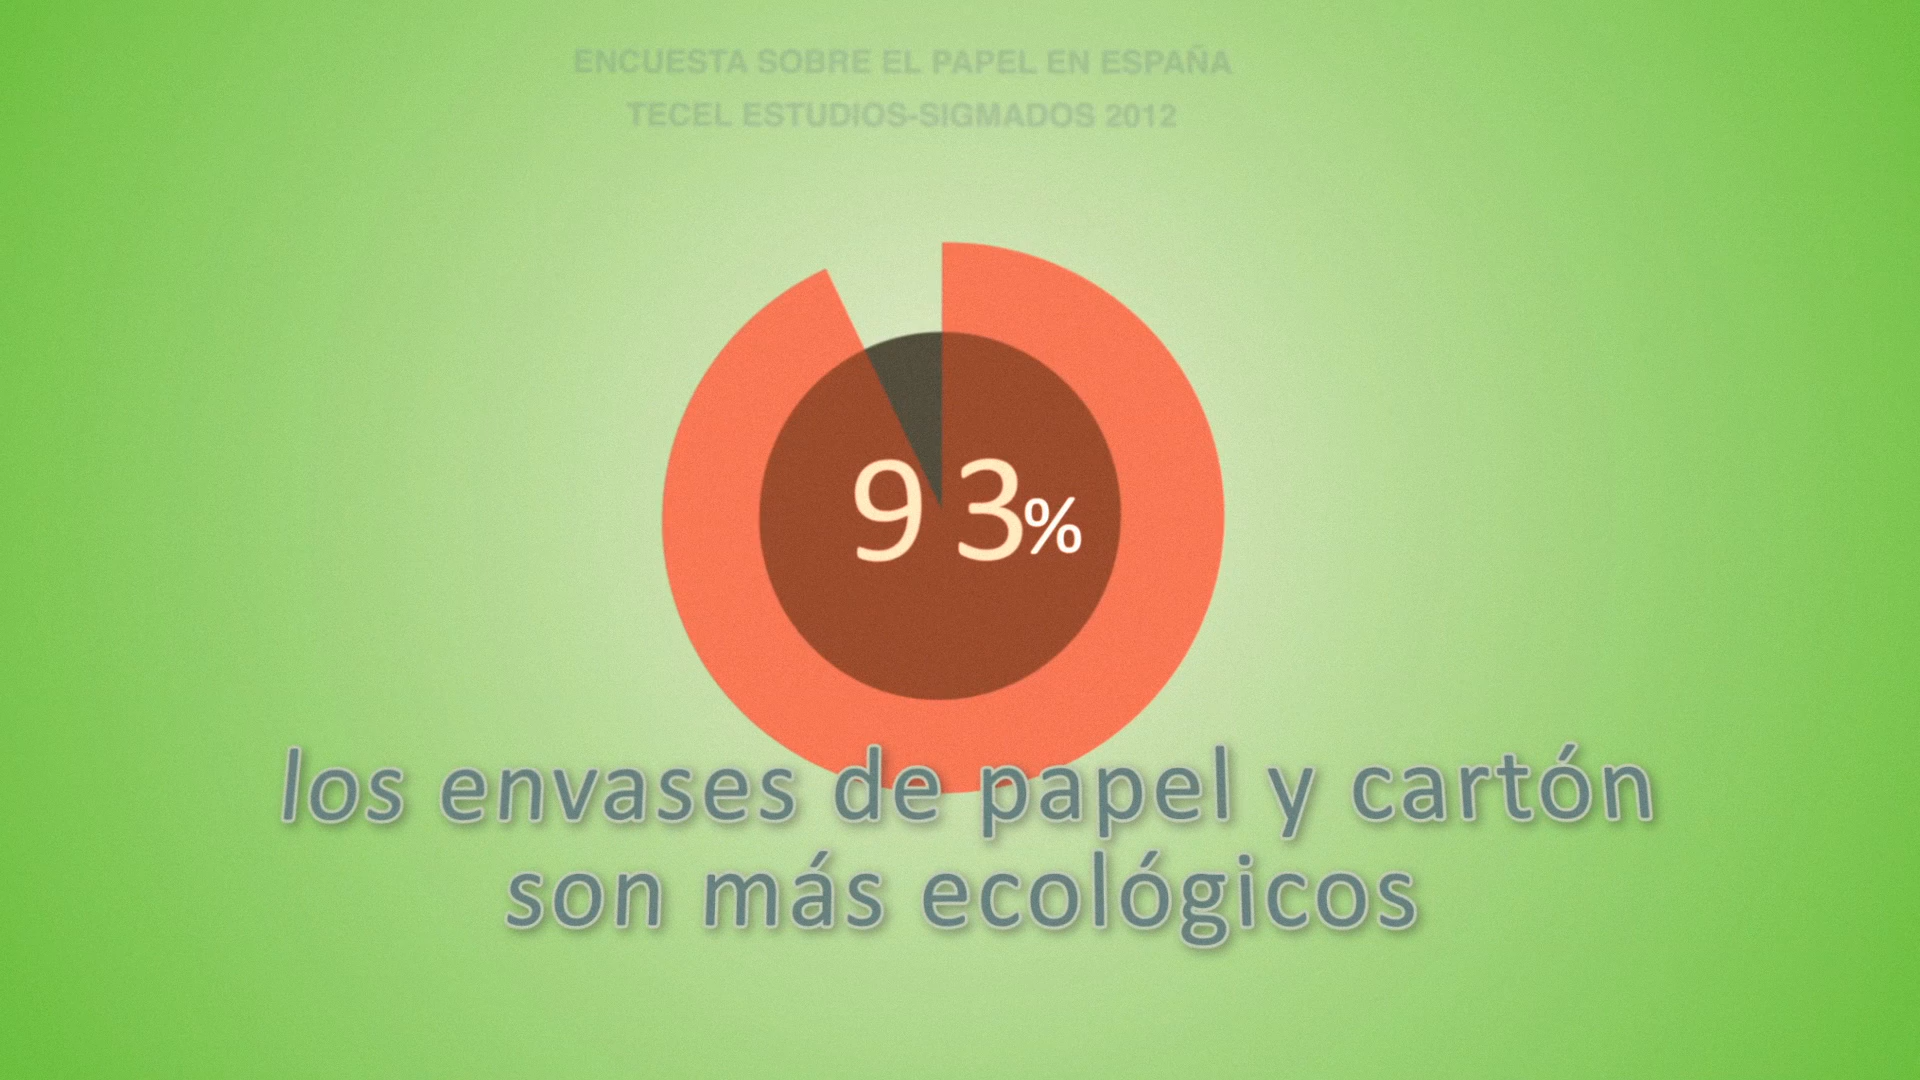 ENCUESTA SOBRE EL PAPEL EN ESPAÑA
TECEL ESTUDIOS-SIGMADOS 2012
93%
los envases de papel y cartón
son más ecológicos